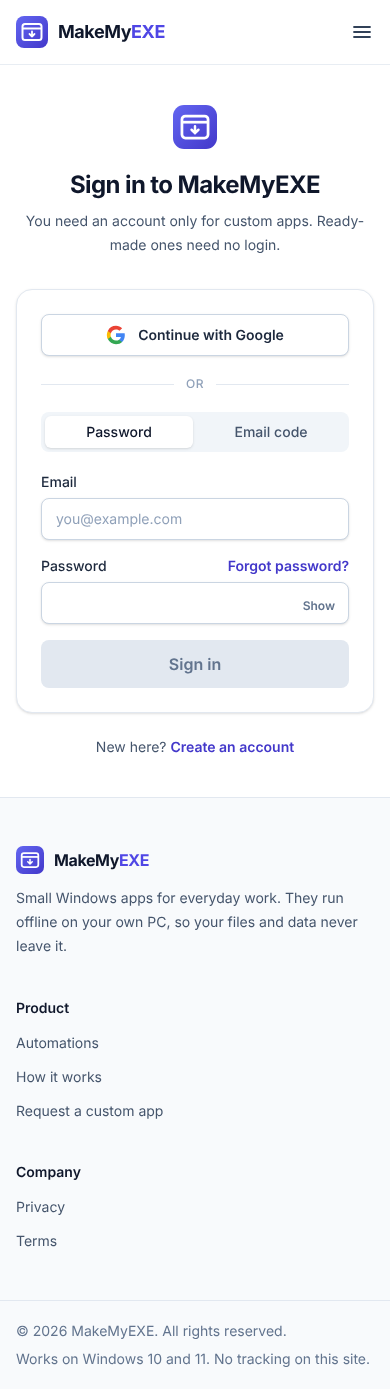 MakeMyEXE
Sign in to MakeMyEXE
You need an account only for custom apps. Ready-
made ones need no login.
Continue with Google
OR
Password
Email code
Email
you@example.com
Password
Forgot password?
Show
Sign in
New here? Create an account
MakeMyEXE
Small Windows apps for everyday work. They run
offline on your own PC, so your files and data never
leave it.
Product
Automations
How it works
Request a custom app
Company
Privacy
Terms
© 2026 MakeMyEXE. All rights reserved.
Works on Windows 10 and 11. No tracking on this site.